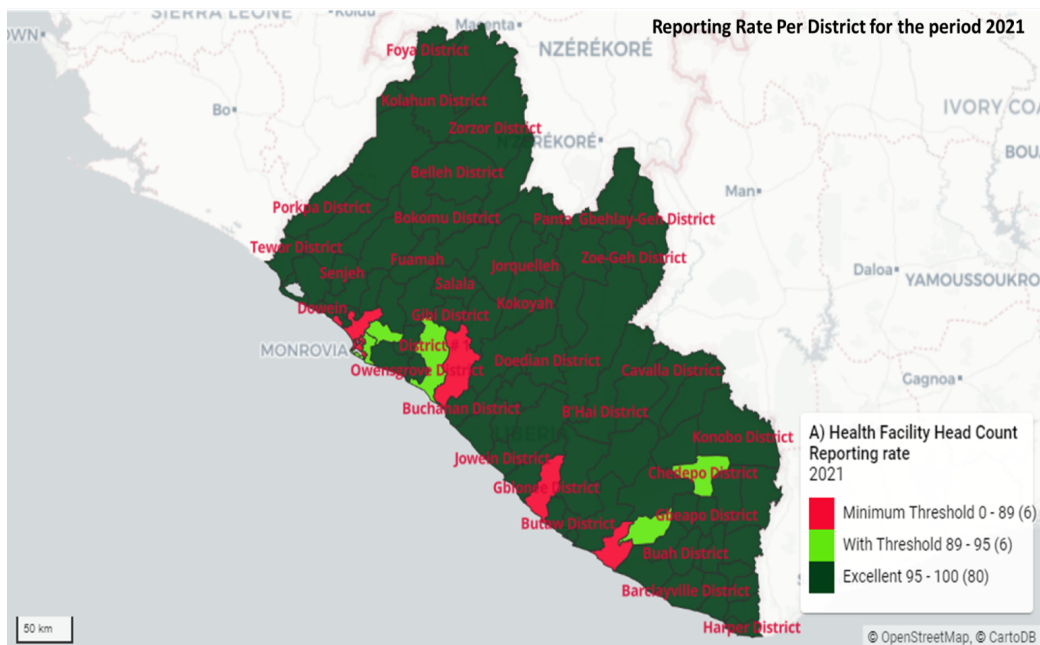 SIERRA LEONE
Macenta
Reporting Rate Per District for the period 2021
Foya District
NZÉRÉKORÉ
Bo
Kolahun District
IVORY COA
Zorzor District
N'ZÉRÉKORÉ
BOU
Belleh District
Man
Porkpa District
Bokomu District
Panta
Gbehlay-Geh District
Tewor District
Fuamah
Zoe-Geh District
Senjeh
Jorquelleh
Daloa
YAMOUSSOUKRO
Salala
Dowein
Kokoyah
Gibi District
MONROVIA
District # 1
Owensgrove District
Doedian District
Cavalla District
Gagnoa
Buchanan District
B'Hai District
LIBERIA
Konobo District
Jowein District
Chedepo District
Gblonee District
Butaw District
Gbeapo District
Buah District
Barclayville District
Harper District
A) Health Facility Head Count
Reporting rate
2021
Minimum Threshold 0 - 89 (6)
With Threshold 89 - 95 (6)
Excellent 95 - 100 (80)
50 km
© OpenStreetMap, © CartoDB